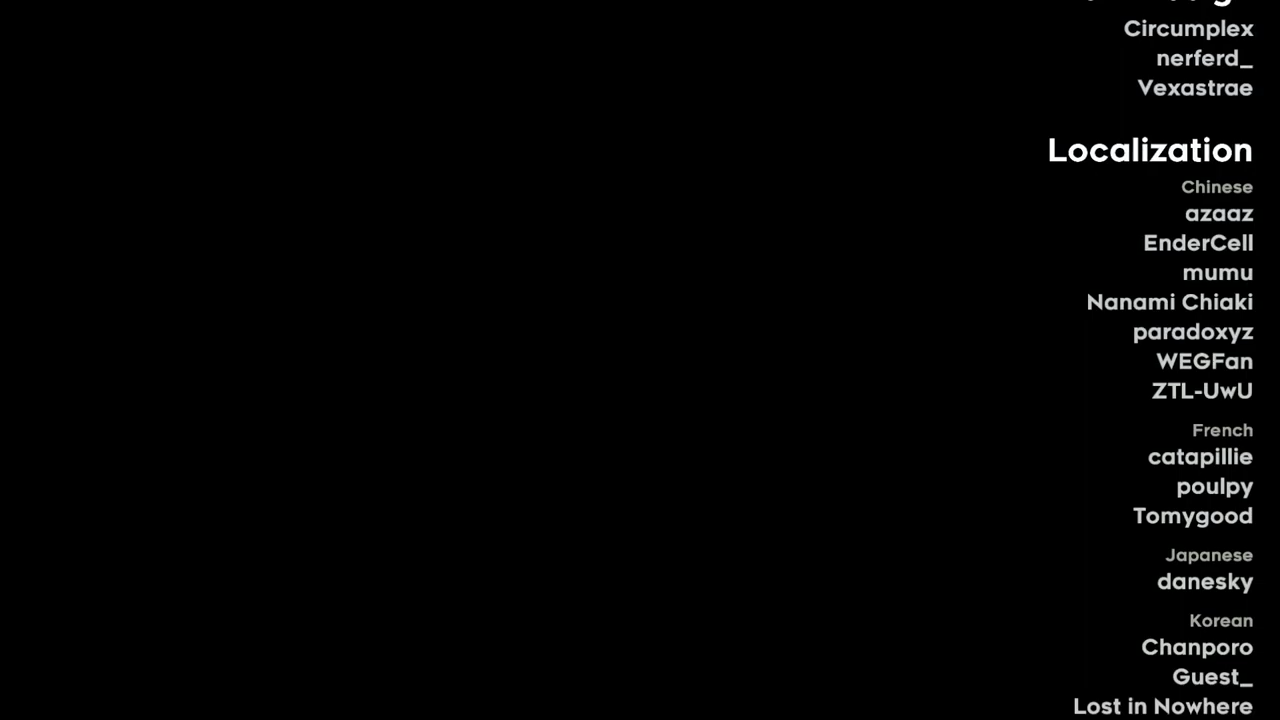 Circumplex
nerferd_
Vexastrae
Localization
Chinese
azaaz
EnderCell
mumu
Nanami Chiaki
paradoxyz
WEGFan
ZTL-UwU
French
catapillie
poulpy
Tomygood
Japanese
danesky
Korean
Chanporo
Guest_
Lost in Nowhere